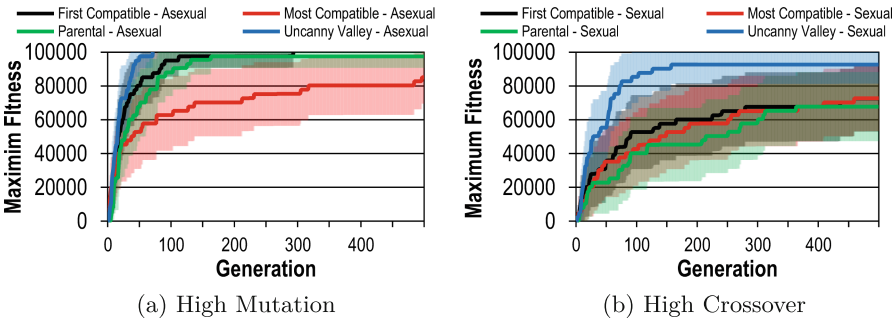 First Compatible - Asexual Most Compatible - Asexual
Parental - Asexual Uncanny Valley - Asexual
Maximim Fitness
100000
80000
60000
40000
20000
0
0 100 200 300 400
Generation
(a) High Mutation
First Compatible - Sexual Most Compatible - Sexual
Parental - Sexual Uncanny Valley - Sexual
Maximum Fitness
100000
80000
60000
40000
20000
0
0 100 200 300 400
Generation
(b) High Crossover